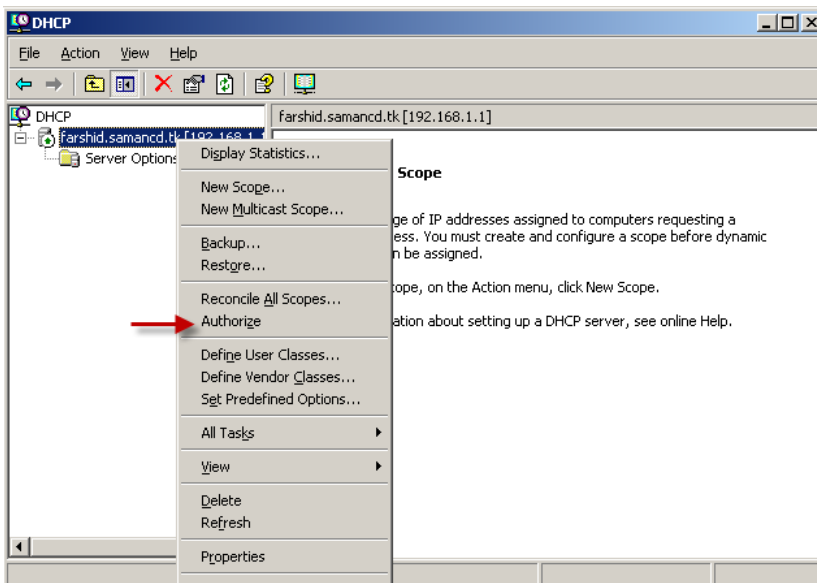 DHCP
File Action View Help
DHCP
farshid.samancd.tk [192.168.1.1]
farshid.samancd.tk [192.168.1.1
Server Options
Display Statistics...
New Scope...
New Multicast Scope...
Backup...
Restore...
Reconcile All Scopes...
Authorize
Define User Classes...
Define Vendor Classes...
Set Predefined Options...
All Tasks
View
Delete
Refresh
Properties
Scope
ge of IP addresses assigned to computers requesting a
ess. You must create and configure a scope before dynamic
n be assigned.
cope, on the Action menu, click New Scope.
ation about setting up a DHCP server, see online Help.